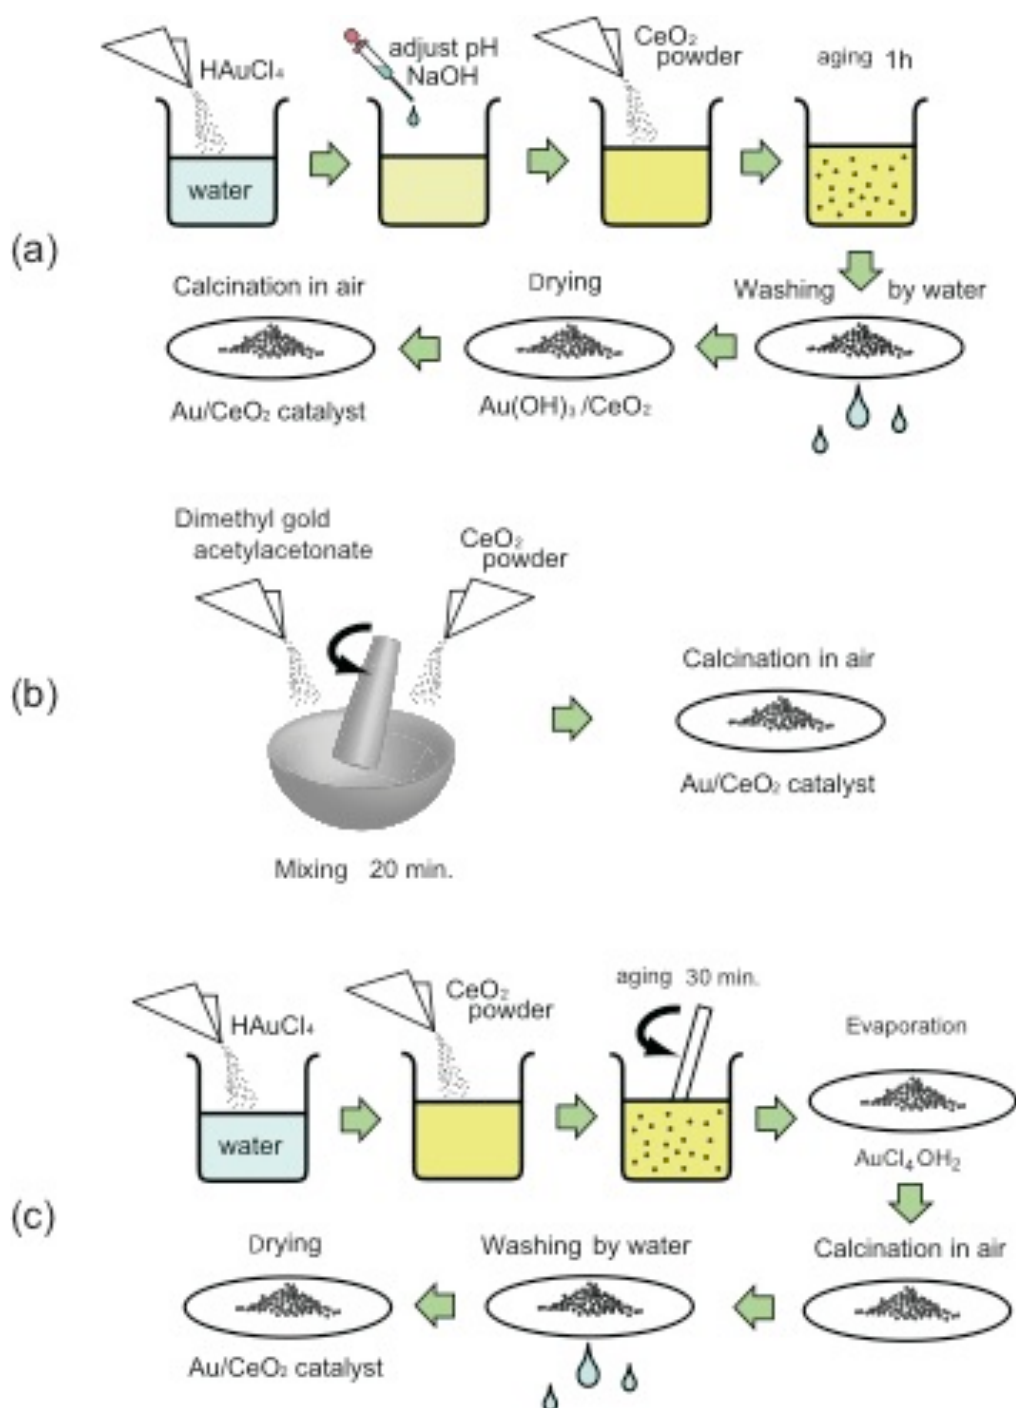 (a)
HAuCl₄
water
adjust pH
NaOH
CeO₂
powder
aging 1h
Washing by water
Drying
Au(OH)₃/CeO₂
Calcination in air
Au/CeO₂ catalyst
(b)
Dimethyl gold
acetylacetonate
CeO₂
powder
Mixing 20 min.
Calcination in air
Au/CeO₂ catalyst
(c)
HAuCl₄
water
CeO₂
powder
aging 30 min.
Evaporation
AuCl₄OH₂
Calcination in air
Washing by water
Drying
Au/CeO₂ catalyst